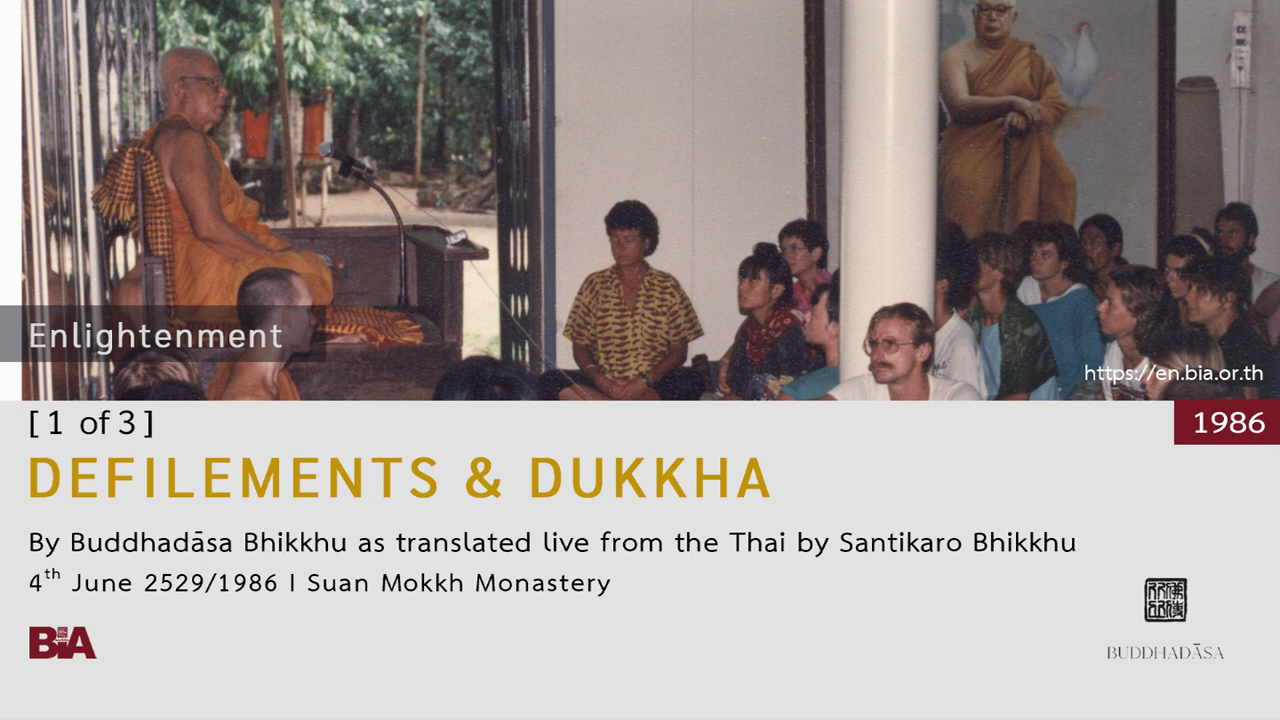 Enlightenment
https://en.bia.or.th
[ 1 of 3 ]
1986
DEFILEMENTS & DUKKHA
By Buddhadāsa Bhikkhu as translated live from the Thai by Santikaro Bhikkhu
4th June 2529/1986 | Suan Mokkh Monastery
BIA
BUDDHADĀSA